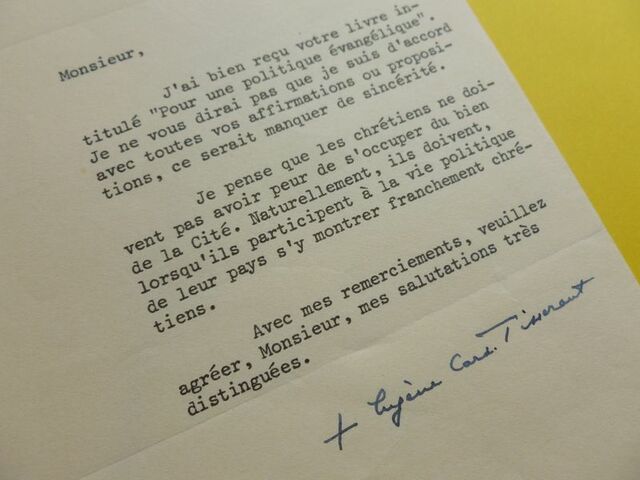 Monsieur,
J'ai bien reçu votre livre in-
titulé "Pour une politique évangélique".
Je ne vous dirai pas que je suis d'accord
avec toutes vos affirmations ou proposi-
tions, ce serait manquer de sincérité.
Je pense que les chrétiens ne doi-
vent pas avoir peur de s'occuper du bien
de la Cité. Naturellement, ils doivent,
lorsqu'ils participent à la vie politique
de leur pays s'y montrer franchement chré-
tiens.
Avec mes remerciements, veuillez
agréer, Monsieur, mes salutations très
distinguées.
+ Eugène Card. Tisserant